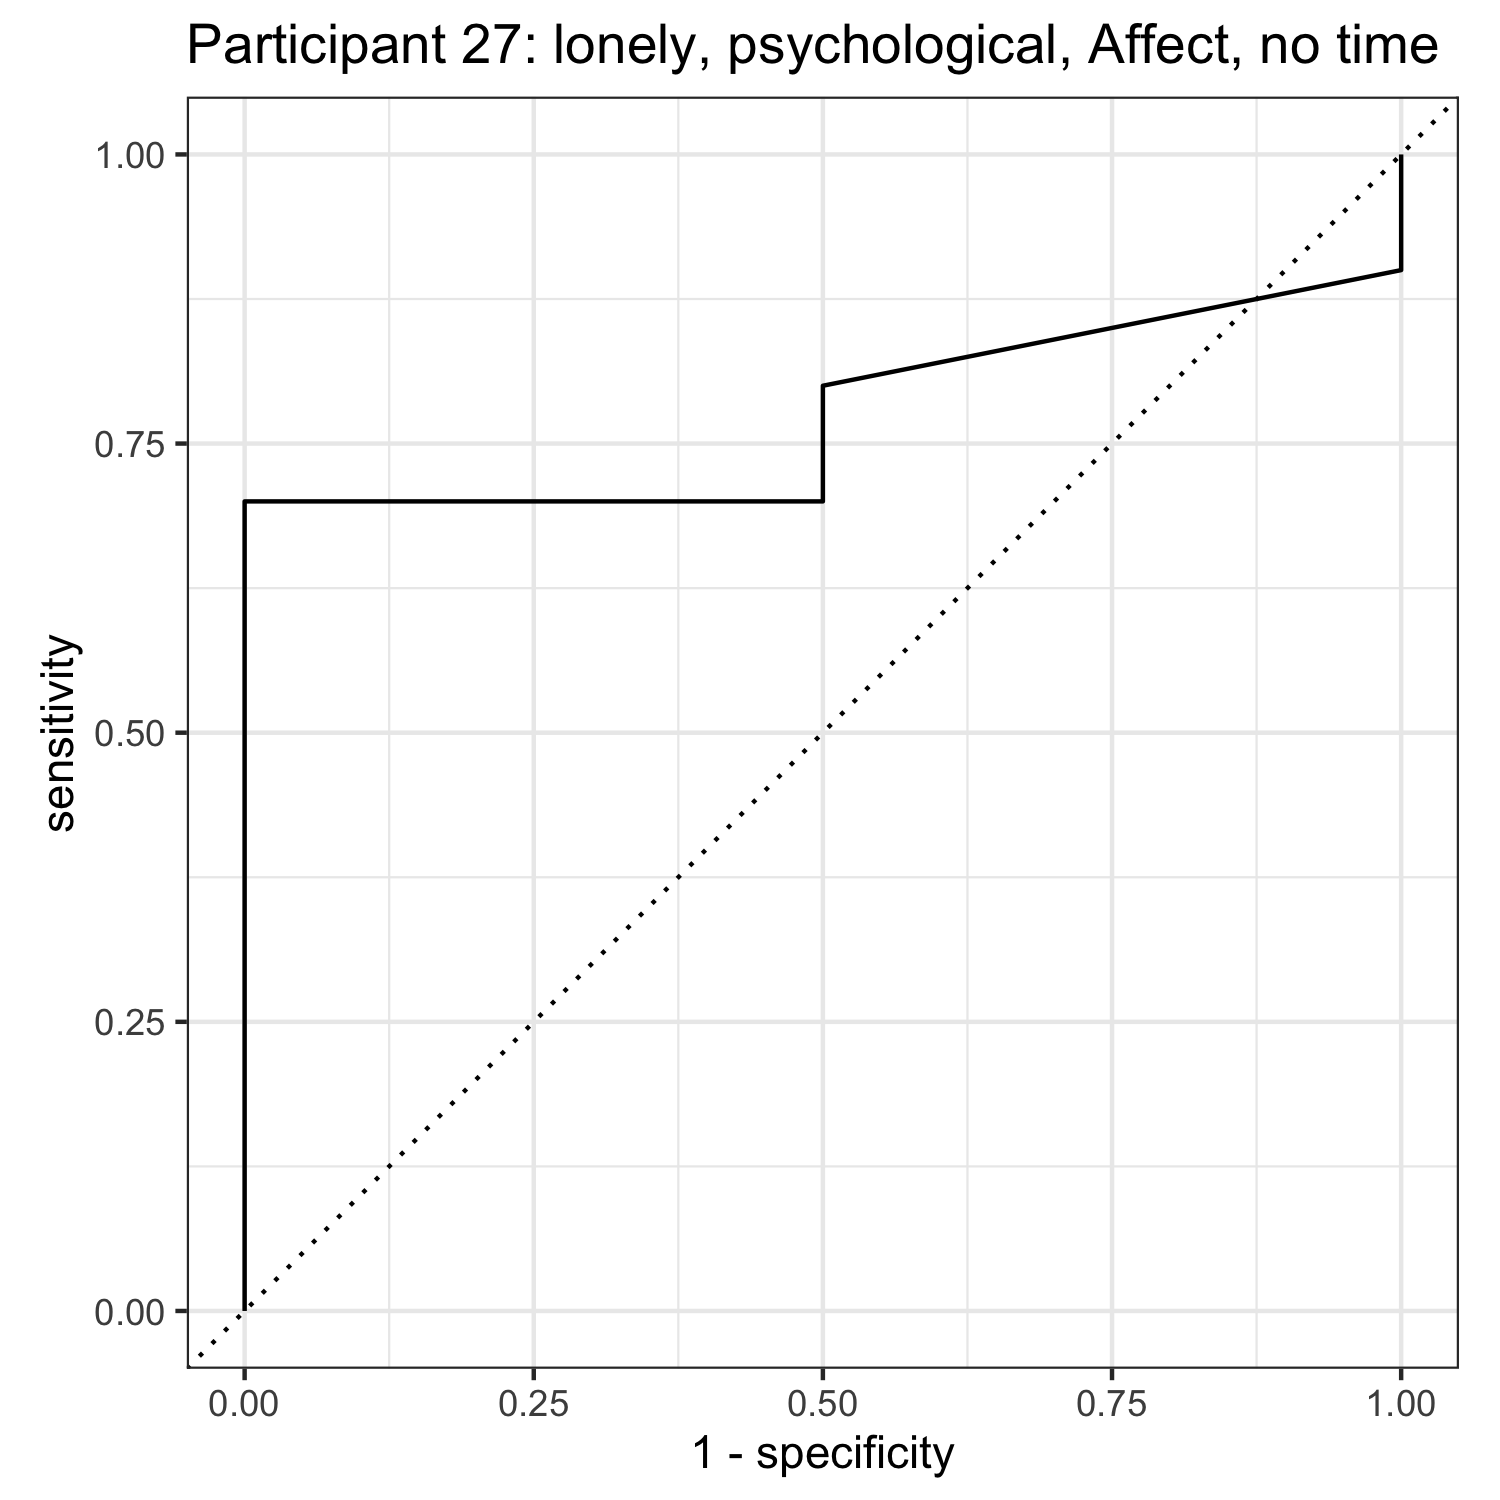 Participant 27: lonely, psychological, Affect, no time
1.00
0.75
0.50
0.25
0.00
sensitivity
0.00 0.25 0.50 0.75 1.00
1 - specificity